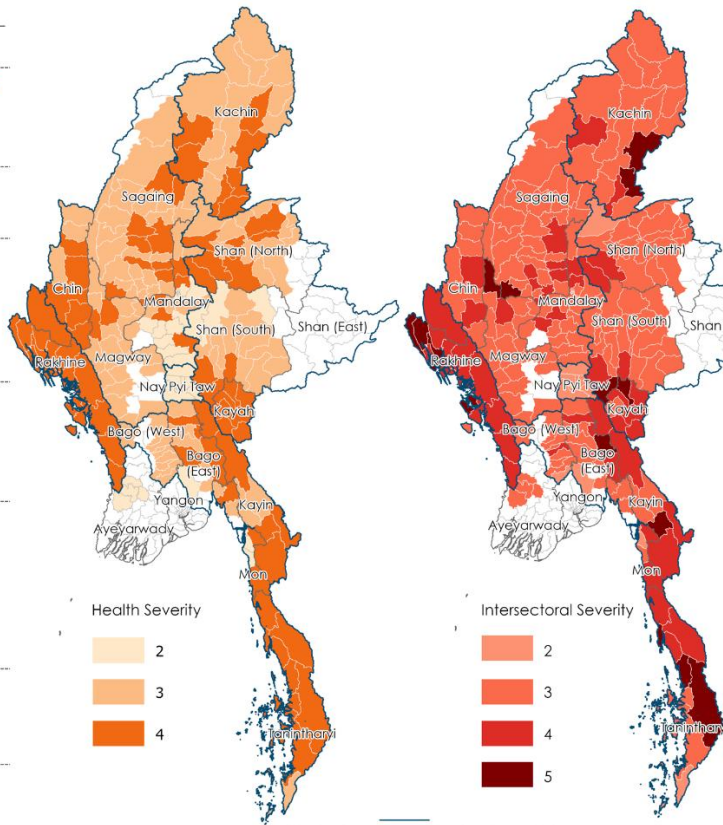 Kachin
Sagaing
Shan (North)
Chin
Mandalay
Shan (South)
Shan (East)
Rakhine
Magway
Nay Pyi Taw
Kayah
Bago (West)
Bago
(East)
Yangon
Kayin
Ayeyarwady
Mon
Tanintharyi
Health Severity
2
3
4
Kachin
Sagaing
Shan (North)
Chin
Mandalay
Shan (South)
Shan
Rakhine
Magway
Nay Pyi Taw
Kayah
Bago (West)
Bago
(East)
Yangon
Kayin
Ayeyarwady
Mon
Tanintharyi
Intersectoral Severity
2
3
4
5